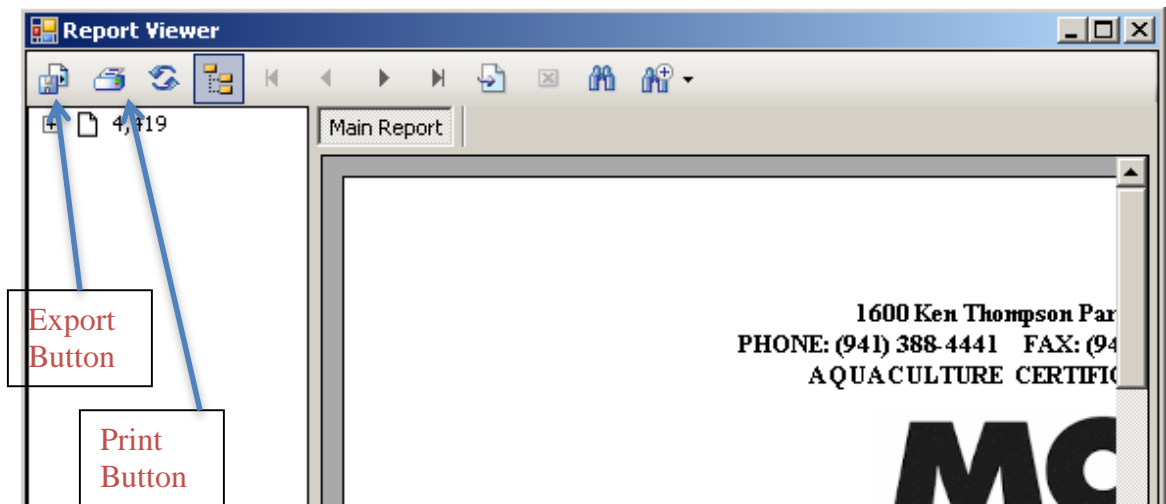 Report Viewer
4,419
Main Report
1600 Ken Thompson Par
PHONE: (941) 388-4441 FAX: (94
AQUACULTURE CERTIFIC
MO
Export
Button
Print
Button